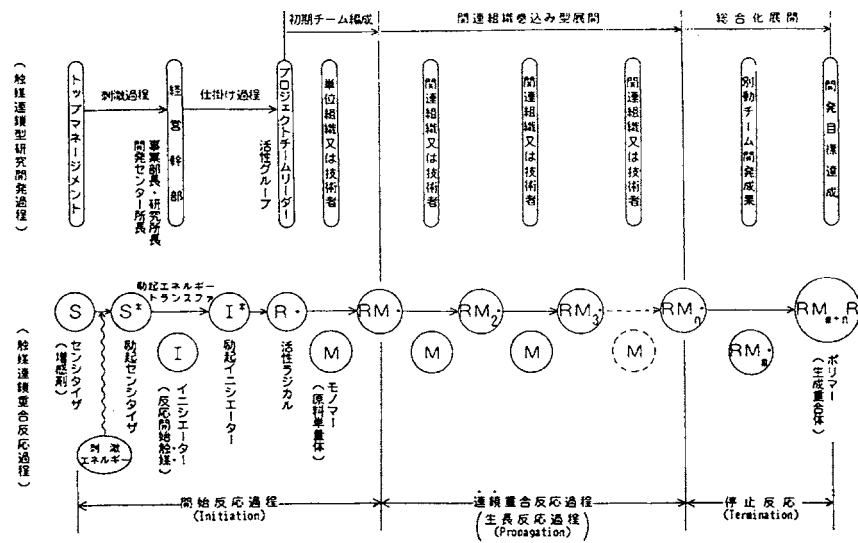 初期チーム編成
関連組織巻込み型展開
総合化展開
(触媒連鎖型研究開発過程)
トップマネージメント
刺激過程
経営幹部
事業部長・研究所長
開発センター所長
仕掛け過程
プロジェクトチームリーダー
活性グループ
単位組織又は技術者
関連組織又は技術者
関連組織又は技術者
関連組織又は技術者
別動チーム開発成果
開発目標達成
(触媒連鎖重合反応過程)
S
S*
励起エネルギー
トランスファ
I*
R・
RM・
RM₂・
RM₃・
RMₙ・
RMₘ₊ₙR
I
M
M
M
M
RMₘ・
センシタイザ
(増感剤)
励起センシタイザ
イニシエーター
(反応開始触媒)
励起イニシエーター
活性ラジカル
モノマー
(原料単量体)
ポリマー
(生成重合体)
刺激
エネルギー
開始反応過程
(Initiation)
連鎖重合反応過程
(生長反応過程)
(Propagation)
停止反応
(Termination)